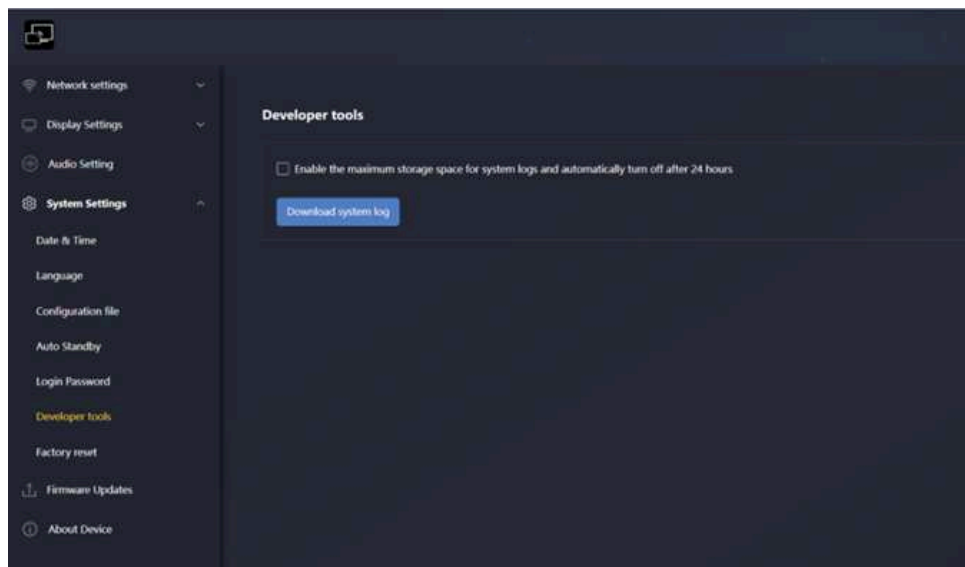 Network settings
Display Settings
Audio Setting
System Settings
Date & Time
Language
Configuration file
Auto Standby
Login Password
Developer tools
Factory reset
Firmware Updates
About Device
Developer tools
Enable the maximum storage space for system logs and automatically turn off after 24 hours
Download system log